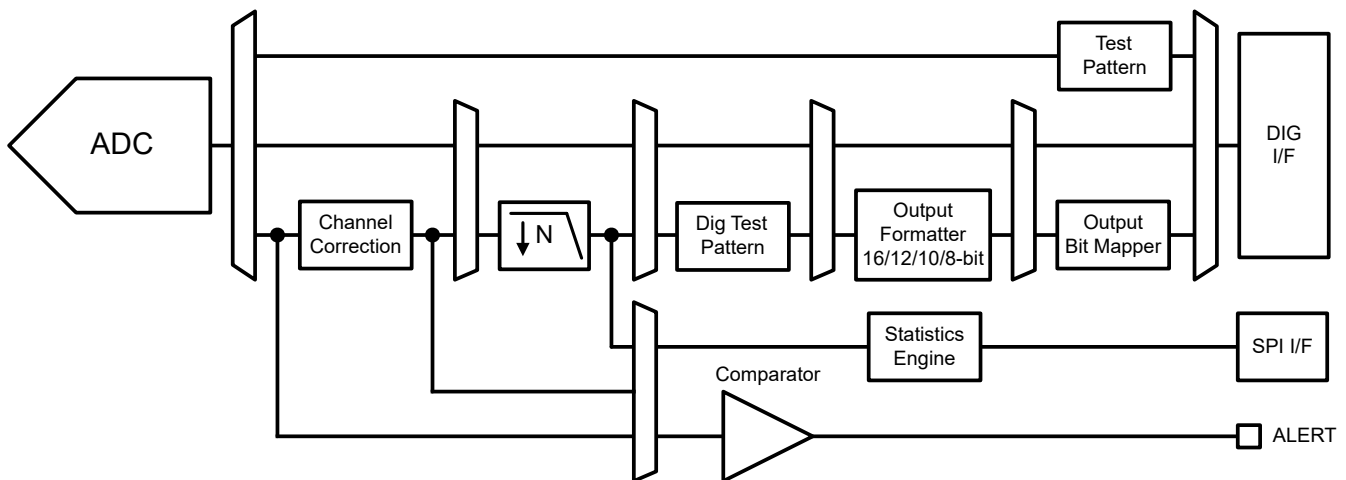 Test
Pattern
ADC
DIG
I/F
Channel
Correction
N
Dig Test
Pattern
Output
Formatter
16/12/10/8-bit
Output
Bit Mapper
Statistics
Engine
SPI I/F
Comparator
ALERT